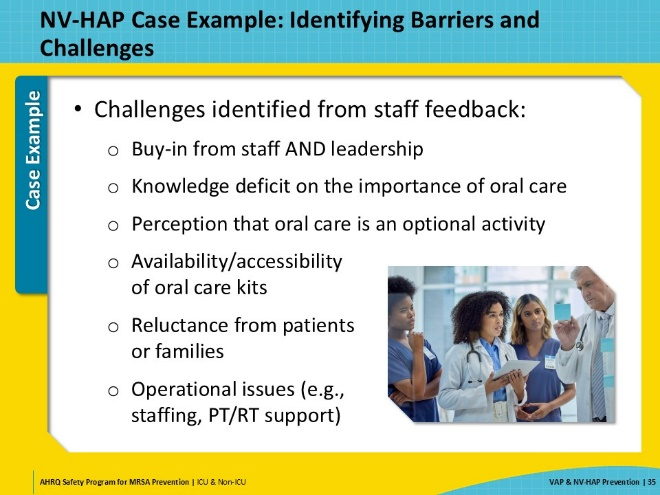 NV-HAP Case Example: Identifying Barriers and
Challenges
Case Example
• Challenges identified from staff feedback:
o Buy-in from staff AND leadership
o Knowledge deficit on the importance of oral care
o Perception that oral care is an optional activity
o Availability/accessibility
of oral care kits
o Reluctance from patients
or families
o Operational issues (e.g.,
staffing, PT/RT support)
AHRQ Safety Program for MRSA Prevention | ICU & Non-ICU
VAP & NV-HAP Prevention | 35